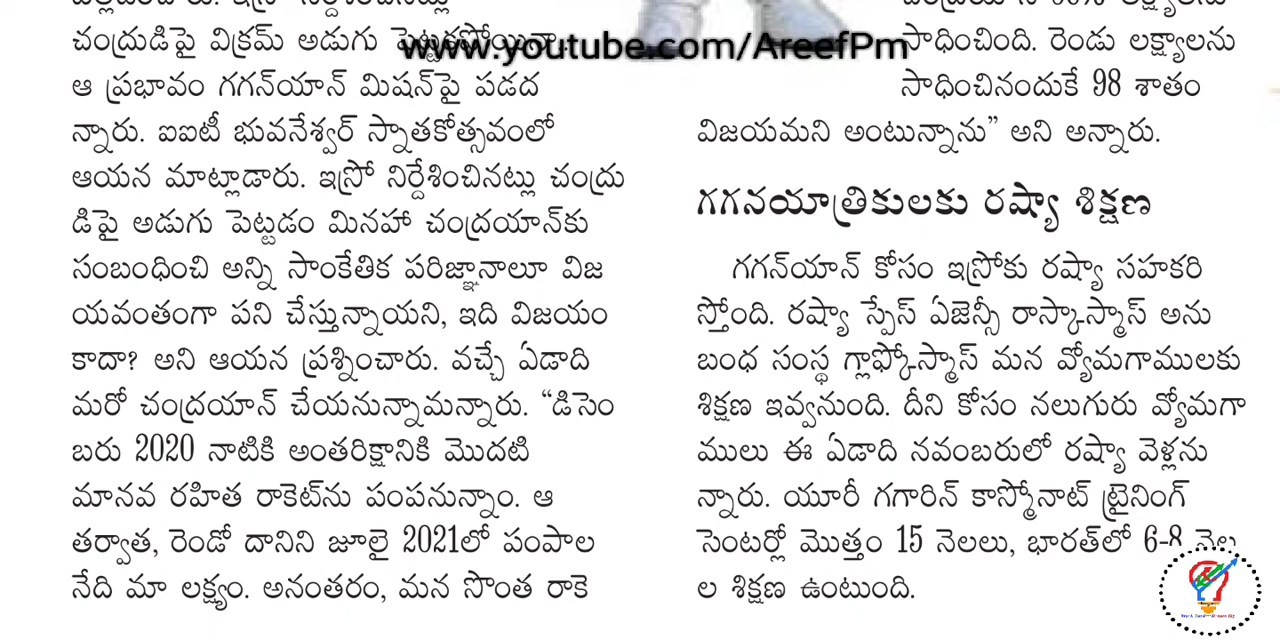 చంద్రుడిపై విక్రమ్ అడుగు
ఆ ప్రభావం గగన్‌యాన్ మిషన్‌పై పడద
న్నారు. ఐఐటీ భువనేశ్వర్ స్నాతకోత్సవంలో
ఆయన మాట్లాడారు. ఇస్రో నిర్దేశించినట్లు చంద్రు
డిపై అడుగు పెట్టడం మినహా చంద్రయాన్‌కు
సంబంధించి అన్ని సాంకేతిక పరిజ్ఞానాలూ విజ
యవంతంగా పని చేస్తున్నాయని, ఇది విజయం
కాదా? అని ఆయన ప్రశ్నించారు. వచ్చే ఏడాది
మరో చంద్రయాన్ చేయనున్నామన్నారు. “డిసెం
బరు 2020 నాటికి అంతరిక్షానికి మొదటి
మానవ రహిత రాకెట్‌ను పంపనున్నాం. ఆ
తర్వాత, రెండో దానిని జూలై 2021లో పంపాల
నేది మా లక్ష్యం. అనంతరం, మన సొంత రాకె
www.youtube.com/AreefPm
సాధించింది. రెండు లక్ష్యాలను
సాధించినందుకే 98 శాతం
విజయమని అంటున్నాను” అని అన్నారు.
గగనయాత్రికులకు రష్యా శిక్షణ
గగన్‌యాన్ కోసం ఇస్రోకు రష్యా సహకరి
స్తోంది. రష్యా స్పేస్ ఏజెన్సీ రాస్కాస్మాస్ అను
బంధ సంస్థ గ్లావ్కోస్మాస్ మన వ్యోమగాములకు
శిక్షణ ఇవ్వనుంది. దీని కోసం నలుగురు వ్యోమగా
ములు ఈ ఏడాది నవంబరులో రష్యా వెళ్లను
న్నారు. యూరీ గగారిన్ కాస్మోనాట్ ట్రైనింగ్
సెంటర్లో మొత్తం 15 నెలలు, భారత్‌లో 6-8 నెల
ల శిక్షణ ఉంటుంది.